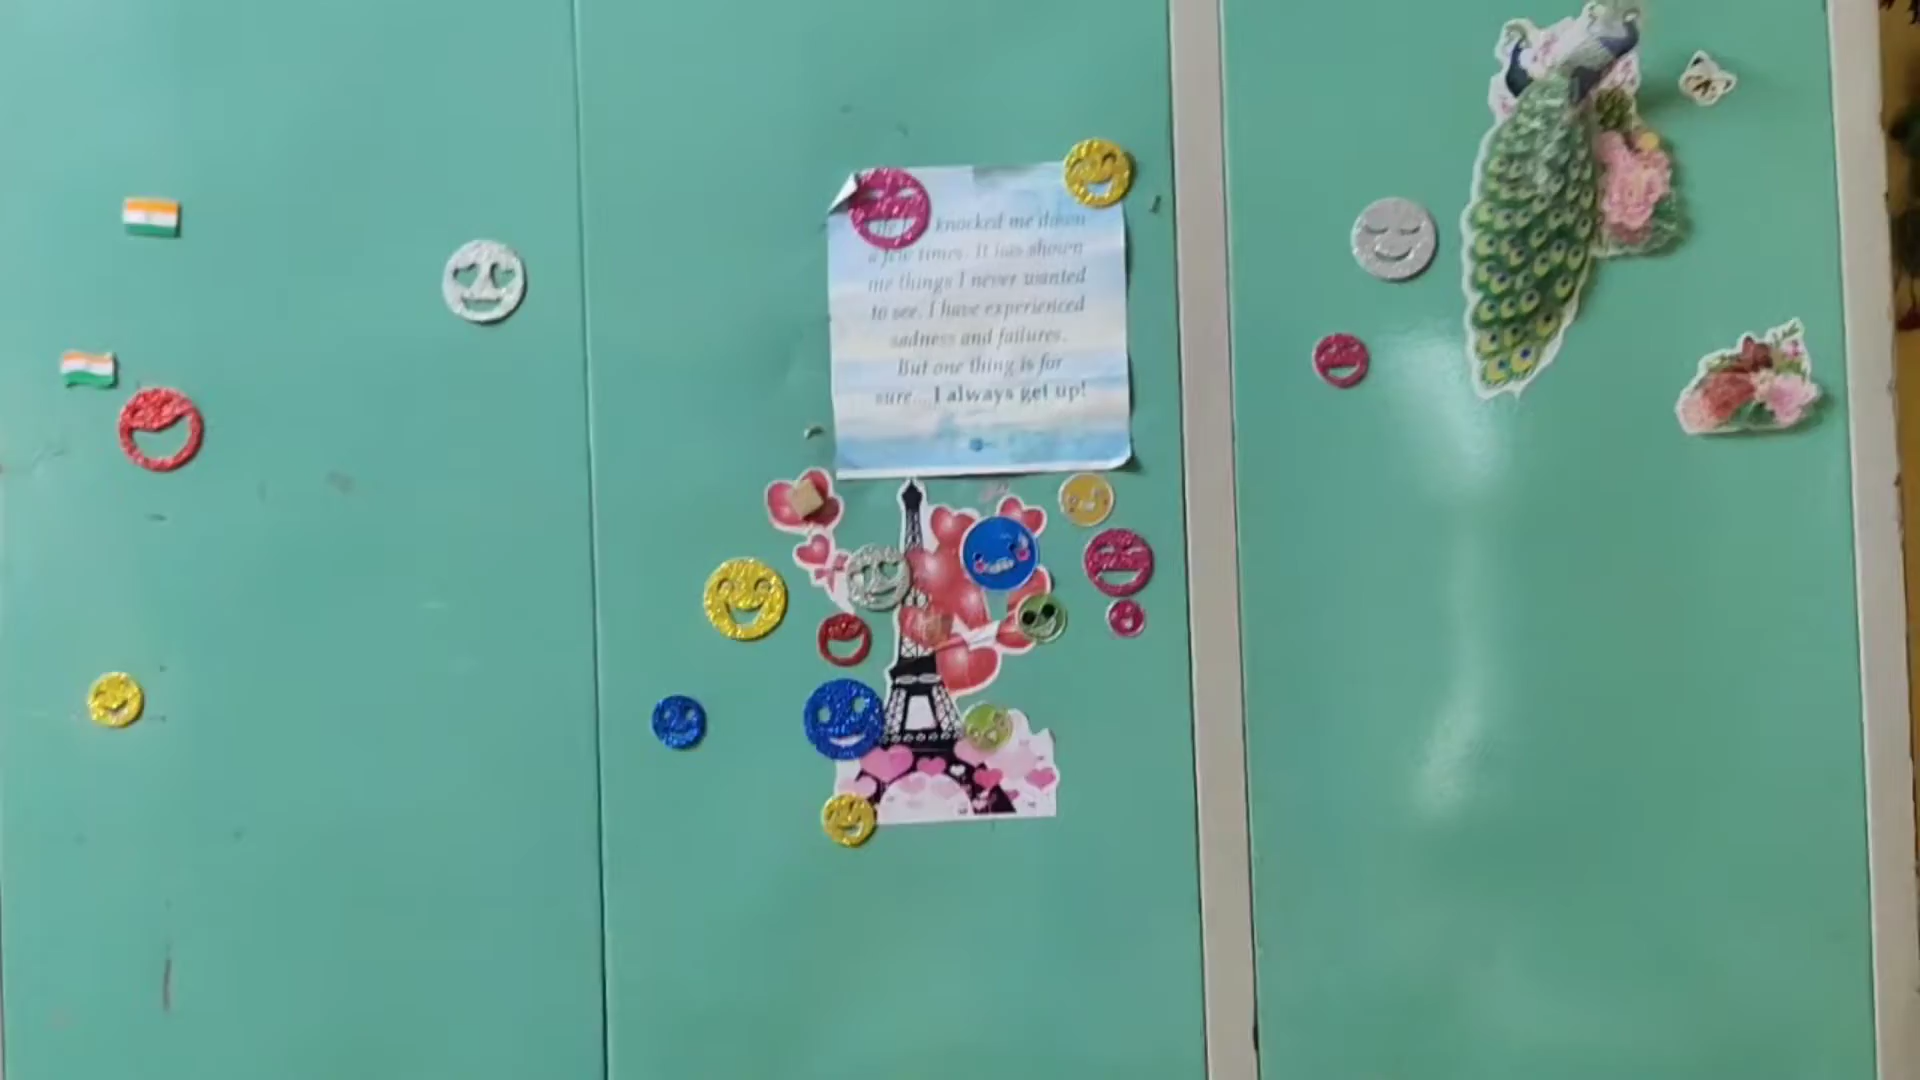 knocked me down
a few times. It has shown
me things I never wanted
to see. I have experienced
sadness and failures.
But one thing is for
sure... I always get up!